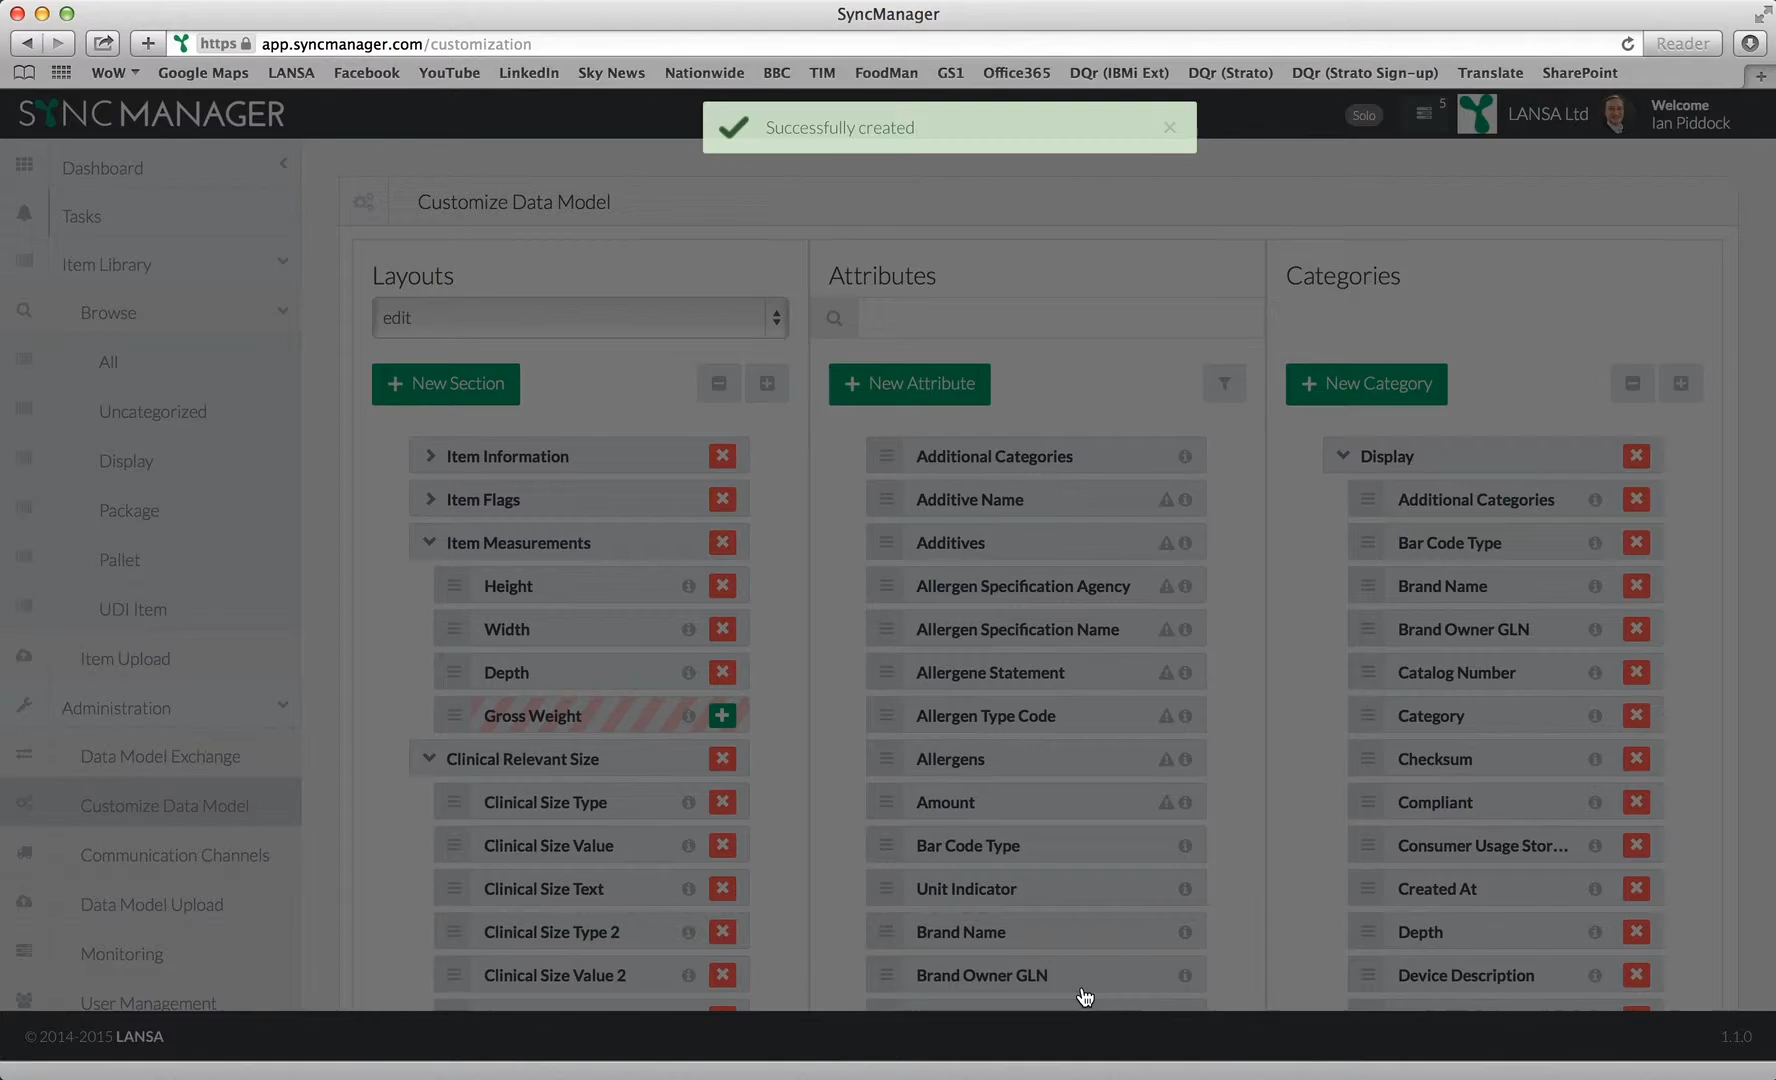 SyncManager
https app.syncmanager.com/customization
Reader
WoW Google Maps LANSA Facebook YouTube LinkedIn Sky News Nationwide BBC TIM FoodMan GS1 Office365 DQr (IBMi Ext) DQr (Strato) DQr (Strato Sign-up) Translate SharePoint
SYNC MANAGER
Successfully created
Solo
5
LANSA Ltd
Welcome
Ian Piddock
Dashboard
Tasks
Item Library
Browse
All
Uncategorized
Display
Package
Pallet
UDI Item
Item Upload
Administration
Data Model Exchange
Customize Data Model
Communication Channels
Data Model Upload
Monitoring
User Management
Customize Data Model
Layouts
edit
New Section
Item Information
Item Flags
Item Measurements
Height
Width
Depth
Gross Weight
Clinical Relevant Size
Clinical Size Type
Clinical Size Value
Clinical Size Text
Clinical Size Type 2
Clinical Size Value 2
Attributes
New Attribute
Additional Categories
Additive Name
Additives
Allergen Specification Agency
Allergen Specification Name
Allergene Statement
Allergen Type Code
Allergens
Amount
Bar Code Type
Unit Indicator
Brand Name
Brand Owner GLN
Categories
New Category
Display
Additional Categories
Bar Code Type
Brand Name
Brand Owner GLN
Catalog Number
Category
Checksum
Compliant
Consumer Usage Stor...
Created At
Depth
Device Description
© 2014-2015 LANSA
1.1.0